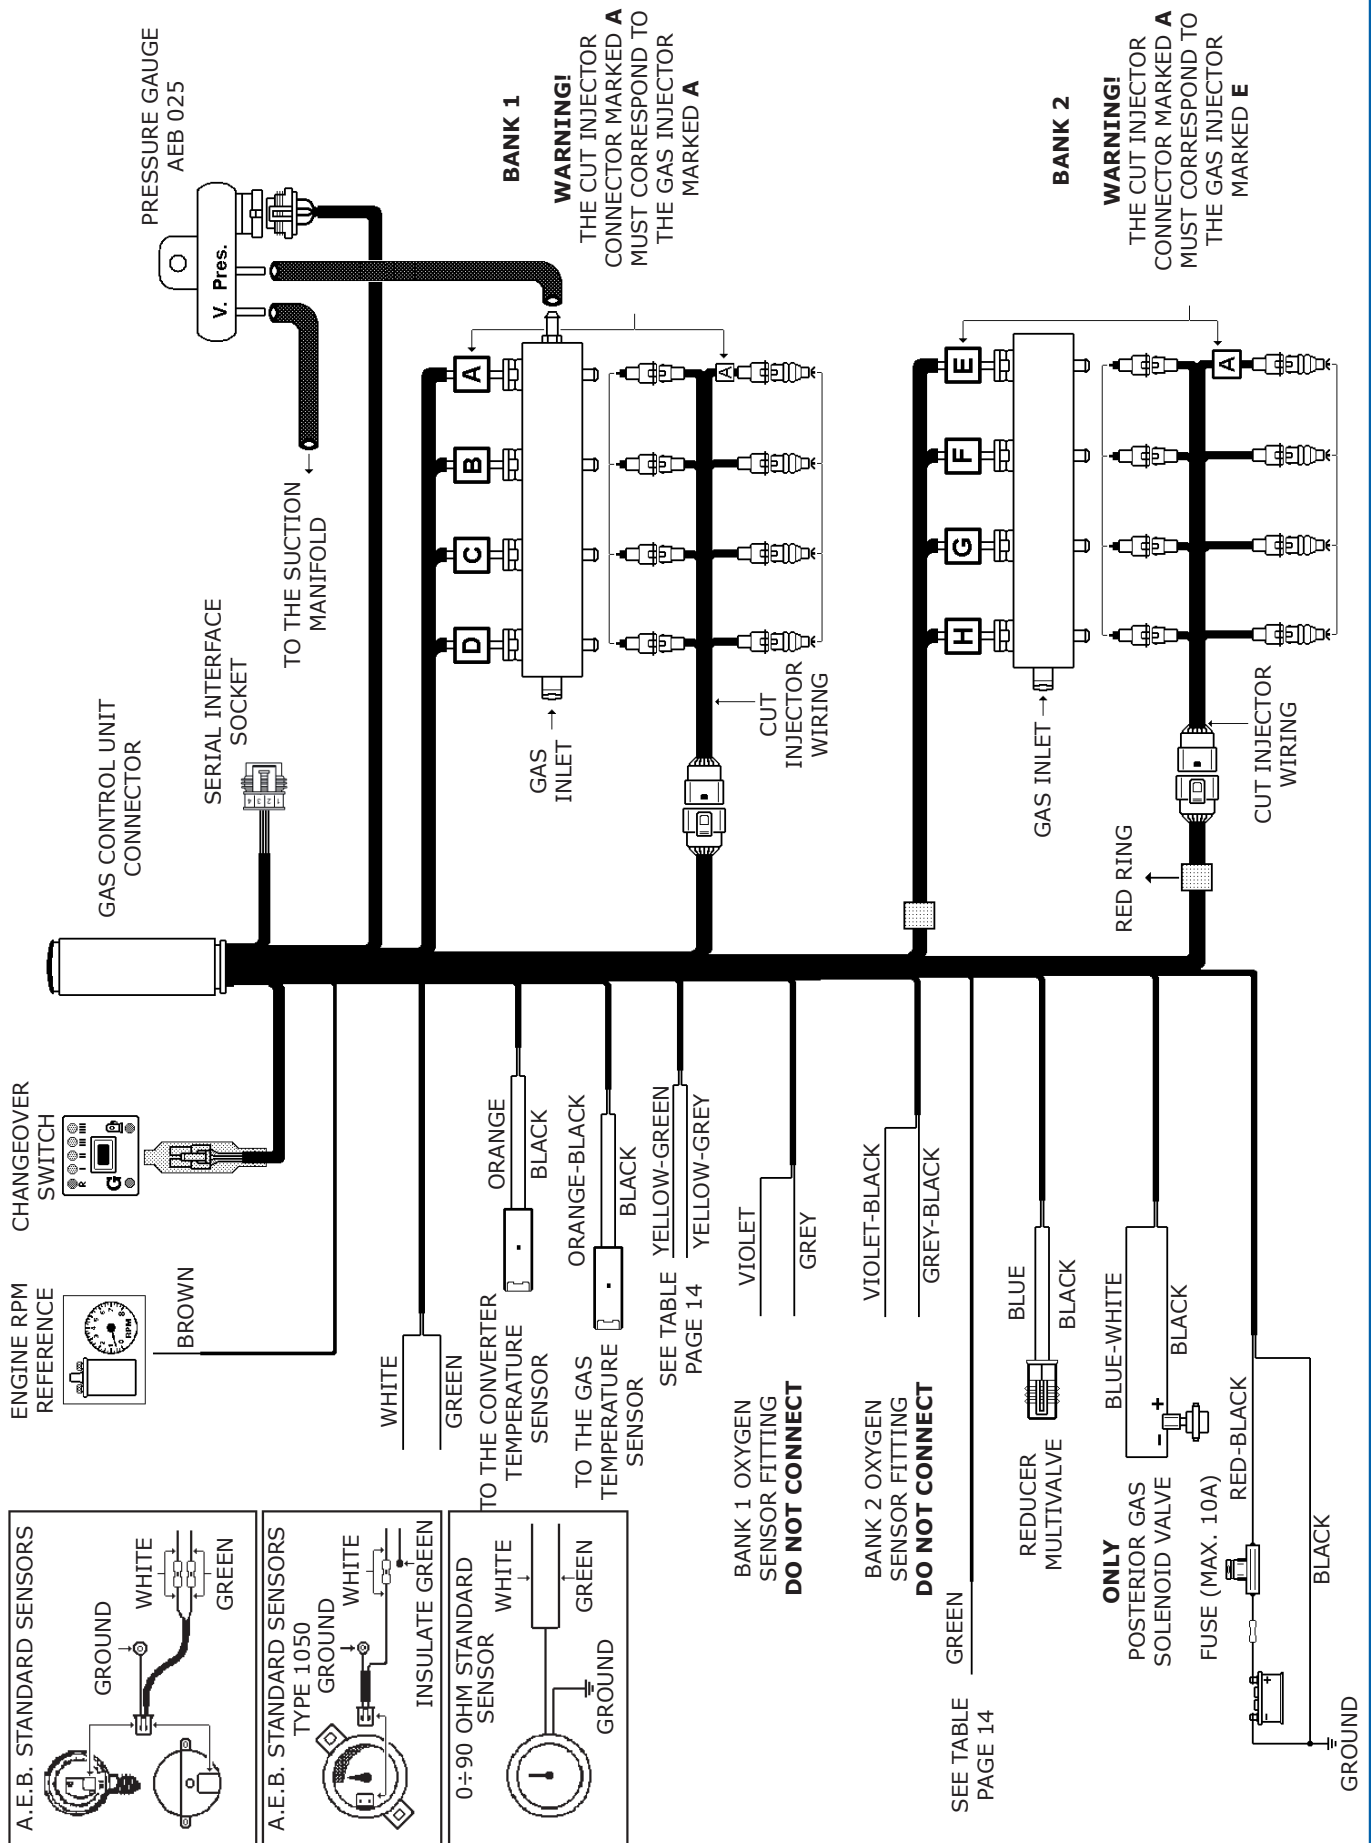 A.E.B. STANDARD SENSORS
GROUND
WHITE
GREEN
A.E.B. STANDARD SENSORS
TYPE 1050
GROUND
WHITE
INSULATE GREEN
0÷90 OHM STANDARD
SENSOR
WHITE
GREEN
GROUND
ENGINE RPM
REFERENCE
RPM
BROWN
CHANGEOVER
SWITCH
R I II III IIII
G
GAS CONTROL UNIT
CONNECTOR
SERIAL INTERFACE
SOCKET
1 2 3 4
PRESSURE GAUGE
AEB 025
V. Pres.
TO THE SUCTION
MANIFOLD
WHITE
GREEN
ORANGE
BLACK
TO THE CONVERTER
TEMPERATURE
SENSOR
ORANGE-BLACK
BLACK
TO THE GAS
TEMPERATURE
SENSOR
YELLOW-GREEN
YELLOW-GREY
SEE TABLE
PAGE 14
VIOLET
GREY
BANK 1 OXYGEN
SENSOR FITTING
DO NOT CONNECT
VIOLET-BLACK
GREY-BLACK
BANK 2 OXYGEN
SENSOR FITTING
DO NOT CONNECT
GREEN
SEE TABLE
PAGE 14
BLUE
BLACK
REDUCER
MULTIVALVE
BLUE-WHITE
BLACK
- +
ONLY
POSTERIOR GAS
SOLENOID VALVE
FUSE (MAX. 10A)
RED-BLACK
BLACK
- +
GROUND
D C B A
GAS
INLET
CUT
INJECTOR
WIRING
A
BANK 1
WARNING!
THE CUT INJECTOR
CONNECTOR MARKED A
MUST CORRESPOND TO
THE GAS INJECTOR
MARKED A
H G F E
GAS INLET
RED RING
CUT INJECTOR
WIRING
A
BANK 2
WARNING!
THE CUT INJECTOR
CONNECTOR MARKED A
MUST CORRESPOND TO
THE GAS INJECTOR
MARKED E